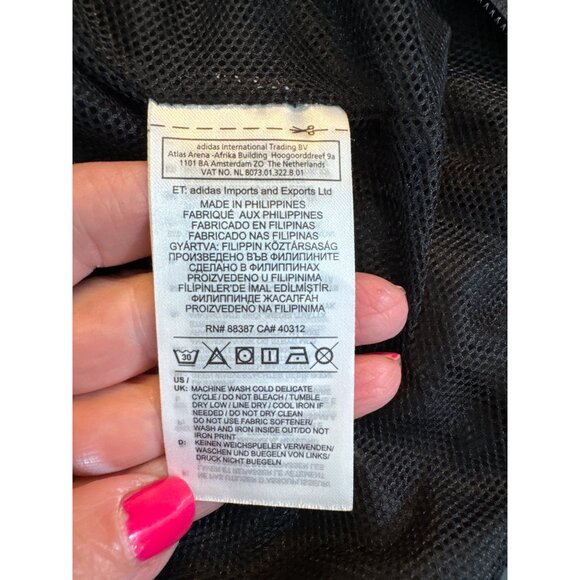 adidas International Trading BV
Atlas Arena -Afrika Building Hoogoorddreef 9a
1101 BA Amsterdam ZO The Netherlands
VAT NO. NL 8073.01.322.B.01
ET: adidas Imports and Exports Ltd
MADE IN PHILIPPINES
FABRIQUÉ AUX PHILIPPINES
FABRICADO EN FILIPINAS
FABRICADO NAS FILIPINAS
GYÁRTVA: FILIPPIN KÖZTÁRSASÁG
ПРОИЗВЕДЕНО ВЪВ ФИЛИПИНИТЕ
СДЕЛАНО В ФИЛИППИНАХ
PROIZVEDENO U FILIPINIMA
FİLİPİNLER'DE İMAL EDİLMİŞTİR.
ФИЛИППИНДЕ ЖАСАЛҒАН
PROIZVEDENO NA FILIPINIMA
RN# 88387 CA# 40312
30
US /
UK: MACHINE WASH COLD DELICATE
CYCLE / DO NOT BLEACH / TUMBLE
DRY LOW / LINE DRY / COOL IRON IF
NEEDED / DO NOT DRY CLEAN
DO NOT USE FABRIC SOFTENER/
WASH AND IRON INSIDE OUT/DO NOT
IRON PRINT
D: KEINEN WEICHSPUELER VERWENDEN/
WASCHEN UND BUEGELN VON LINKS/
DRUCK NICHT BUEGELN